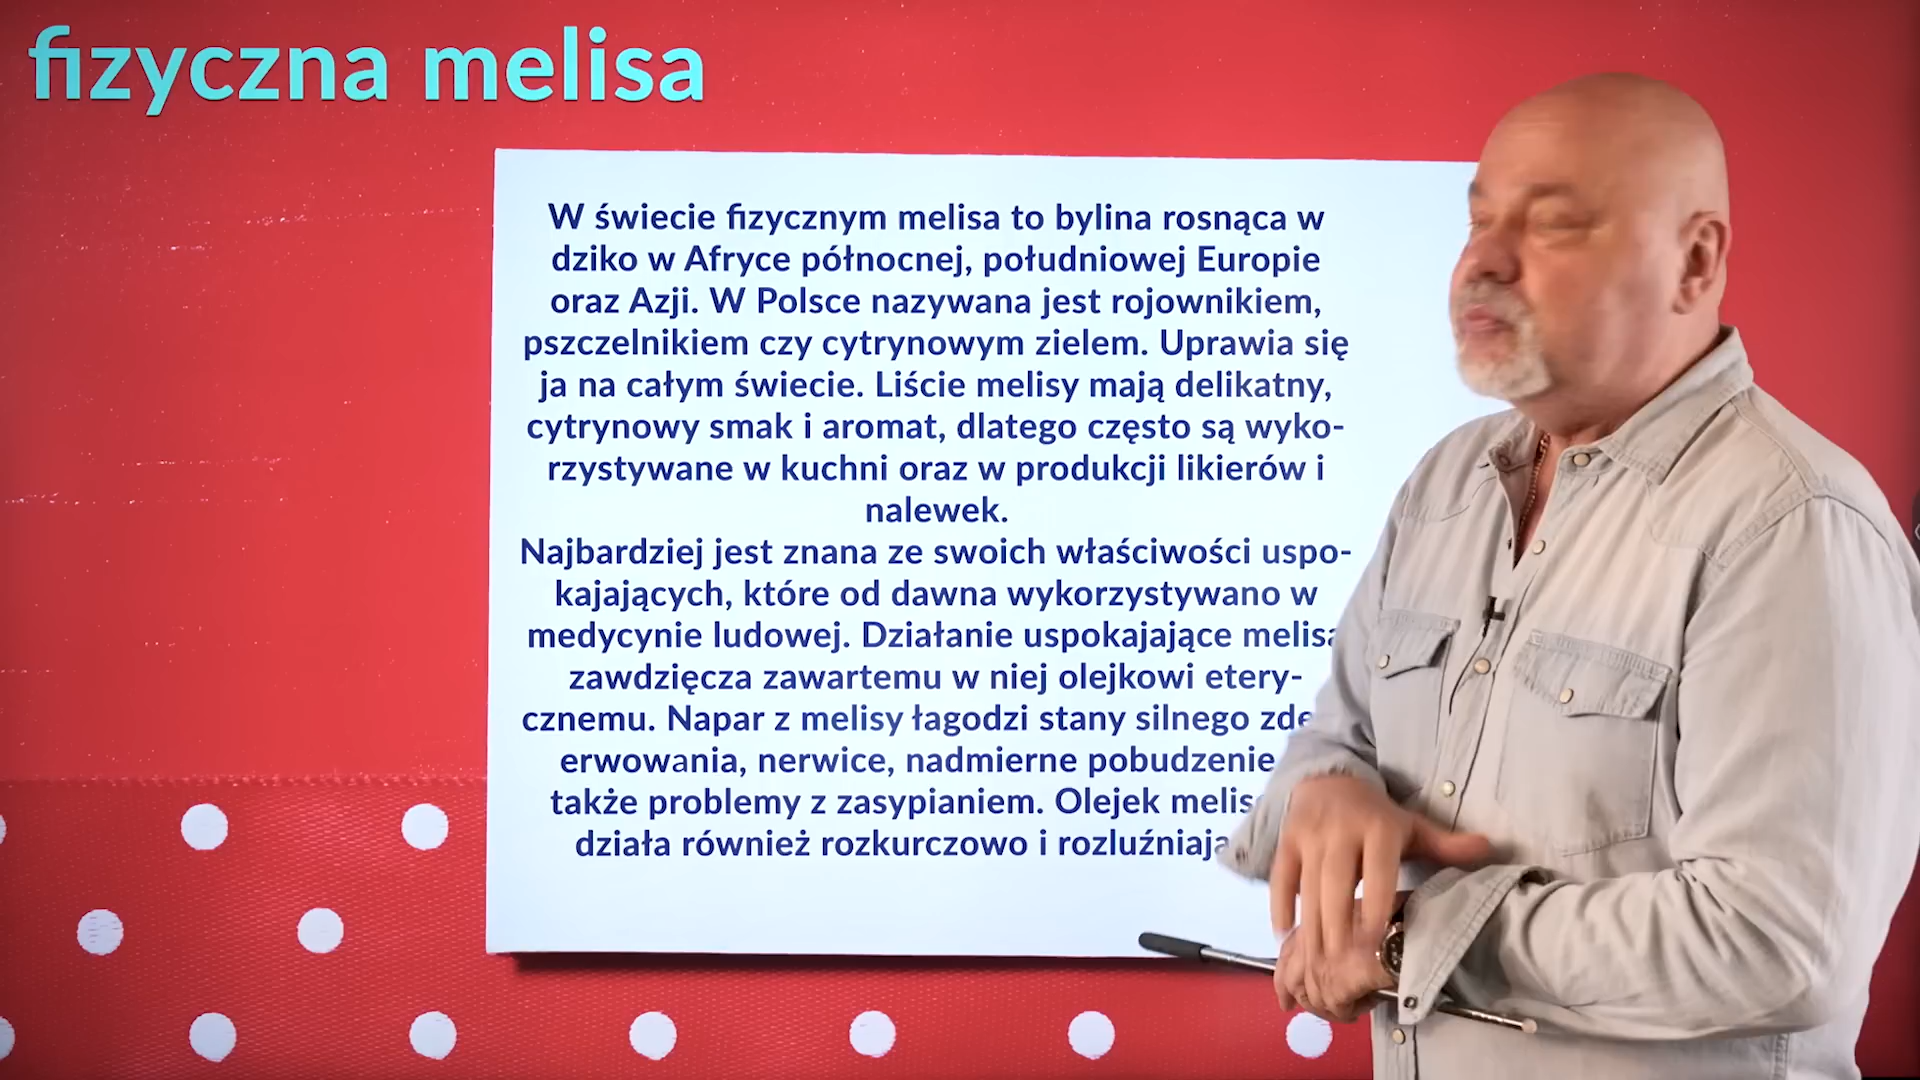 fizyczna melisa
W świecie fizycznym melisa to bylina rosnąca w
dziko w Afryce północnej, południowej Europie
oraz Azji. W Polsce nazywana jest rojownikiem,
pszczelnikiem czy cytrynowym zielem. Uprawia się
ja na całym świecie. Liście melisy mają delikatny,
cytrynowy smak i aromat, dlatego często są wyko-
rzystywane w kuchni oraz w produkcji likierów i
nalewek.
Najbardziej jest znana ze swoich właściwości uspo-
kajających, które od dawna wykorzystywano w
medycynie ludowej. Działanie uspokajające melisa
zawdzięcza zawartemu w niej olejkowi etery-
cznemu. Napar z melisy łagodzi stany silnego
erwowania, nerwice, nadmierne pobudzenie
także problemy z zasypianiem. Olejek
działa również rozkurczowo i